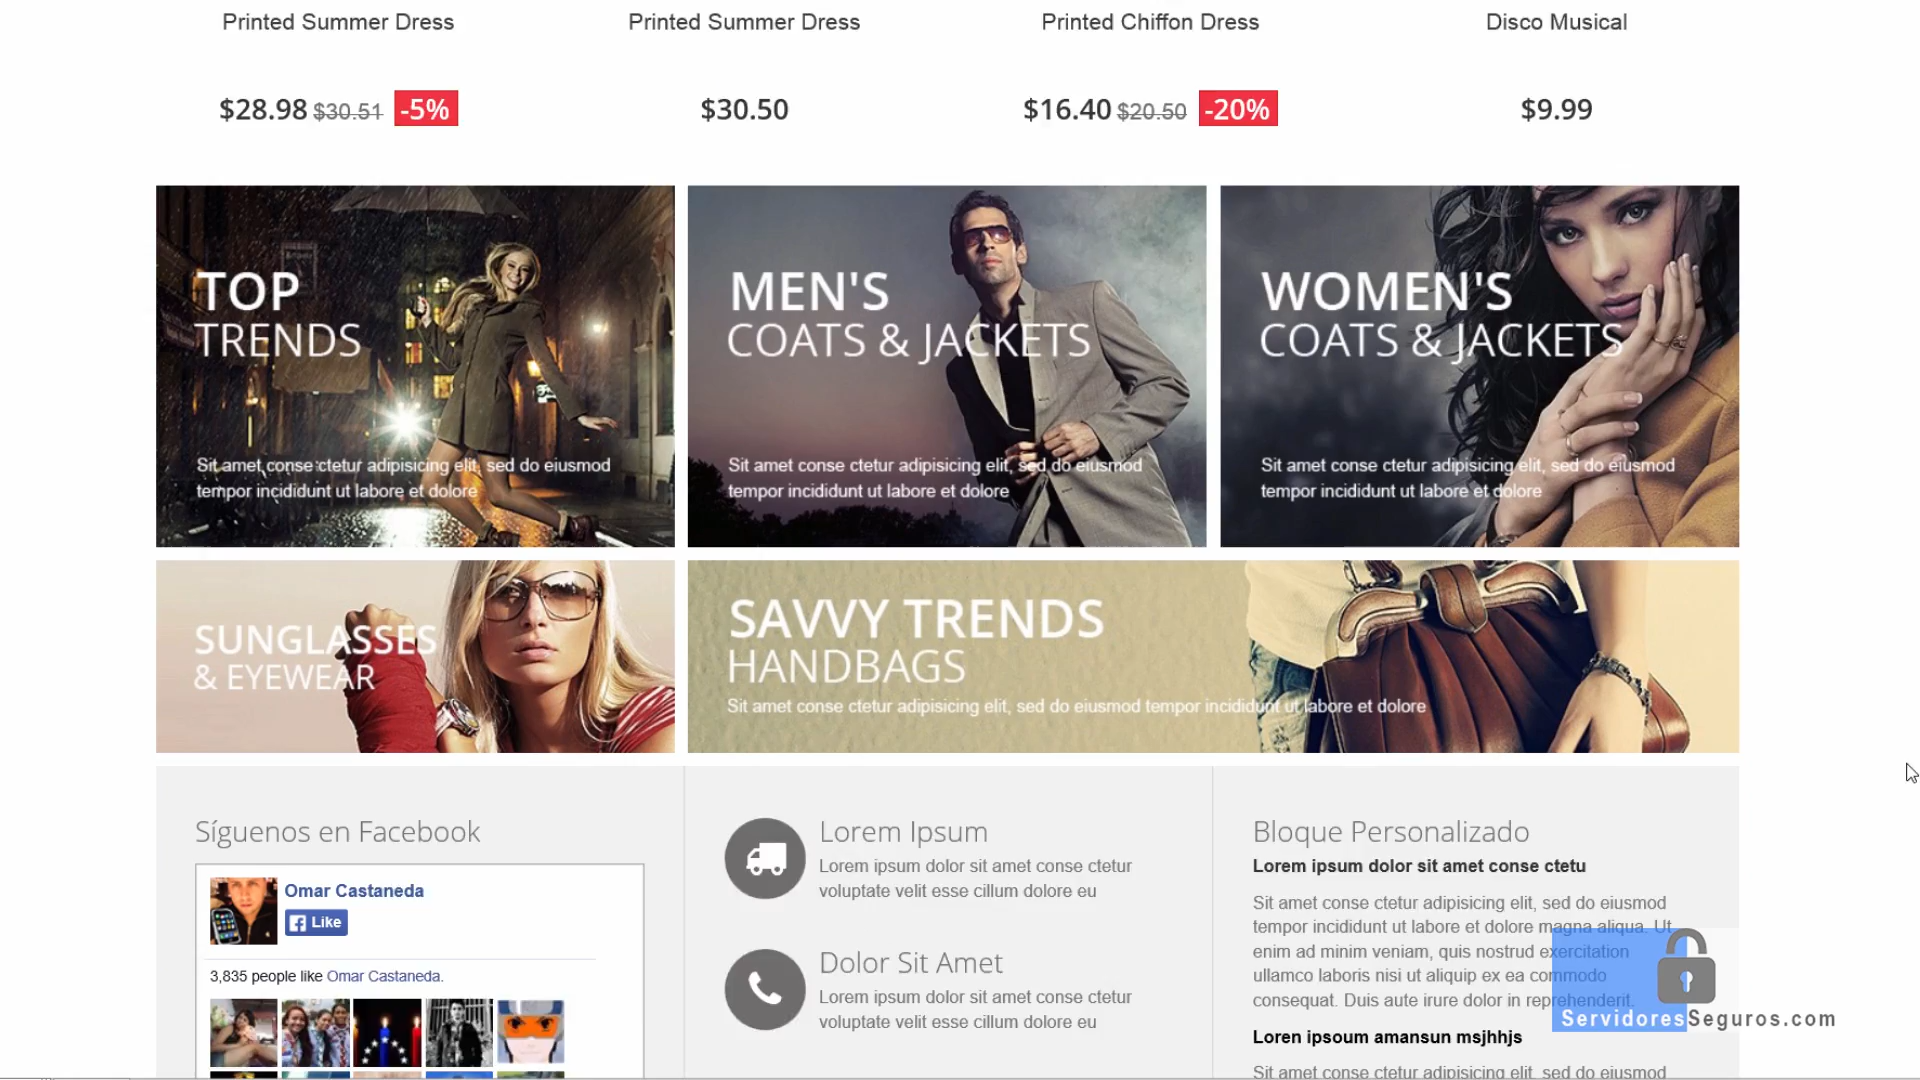 Printed Summer Dress
Printed Summer Dress
Printed Chiffon Dress
Disco Musical
$28.98 $30.51 -5%
$30.50
$16.40 $20.50 -20%
$9.99
TOP
TRENDS
Sit amet conse ctetur adipisicing elit, sed do eiusmod
tempor incididunt ut labore et dolore
MEN'S
COATS & JACKETS
Sit amet conse ctetur adipisicing elit, sed do eiusmod
tempor incididunt ut labore et dolore
WOMEN'S
COATS & JACKETS
Sit amet conse ctetur adipisicing elit, sed do eiusmod
tempor incididunt ut labore et dolore
SUNGLASSES
& EYEWEAR
SAVVY TRENDS
HANDBAGS
Sit amet conse ctetur adipisicing elit, sed do eiusmod tempor incididunt ut labore et dolore
Síguenos en Facebook
Omar Castaneda
Like
3,835 people like Omar Castaneda.
Lorem Ipsum
Lorem ipsum dolor sit amet conse ctetur
voluptate velit esse cillum dolore eu
Dolor Sit Amet
Lorem ipsum dolor sit amet conse ctetur
voluptate velit esse cillum dolore eu
Bloque Personalizado
Lorem ipsum dolor sit amet conse ctetu
Sit amet conse ctetur adipisicing elit, sed do eiusmod
tempor incididunt ut labore et dolore magna aliqua. Ut
enim ad minim veniam, quis nostrud exercitation
ullamco laboris nisi ut aliquip ex ea commodo
consequat. Duis aute irure dolor in reprehenderit.
Loren ipsoum amansun msjhhjs
Sit amet conse ctetur adipisicing elit, sed do eiusmod
ServidoresSeguros.com